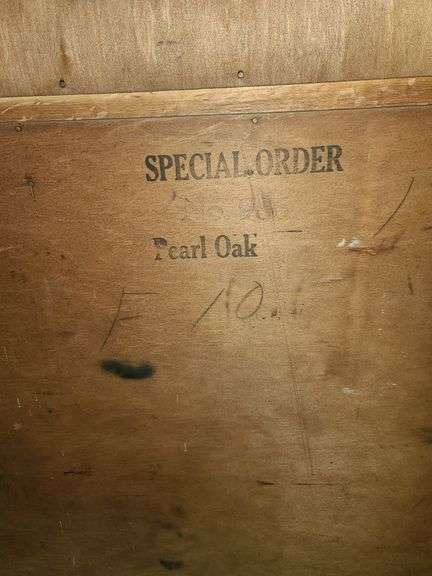 SPECIAL ORDER
Pearl Oak
F 10